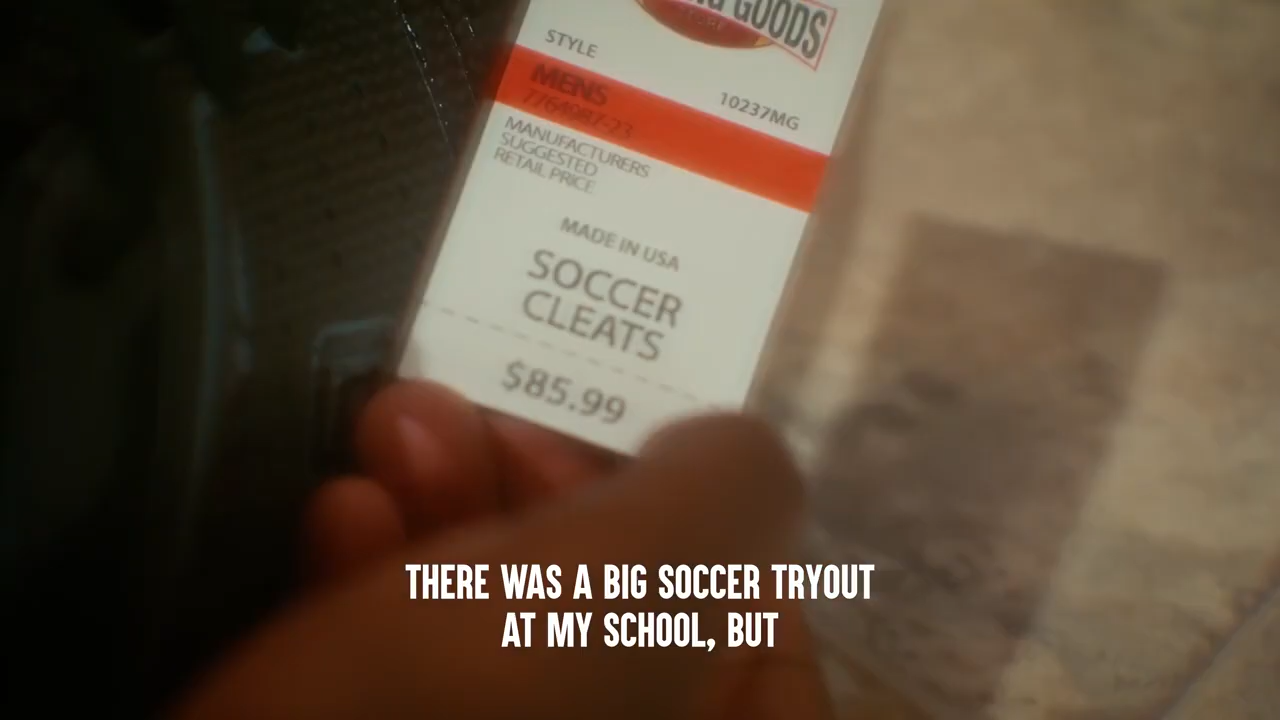 GOODS
STYLE
MENS
10237MG
MANUFACTURERS
SUGGESTED
RETAIL PRICE
MADE IN USA
SOCCER
CLEATS
$85.99
THERE WAS A BIG SOCCER TRYOUT
AT MY SCHOOL, BUT